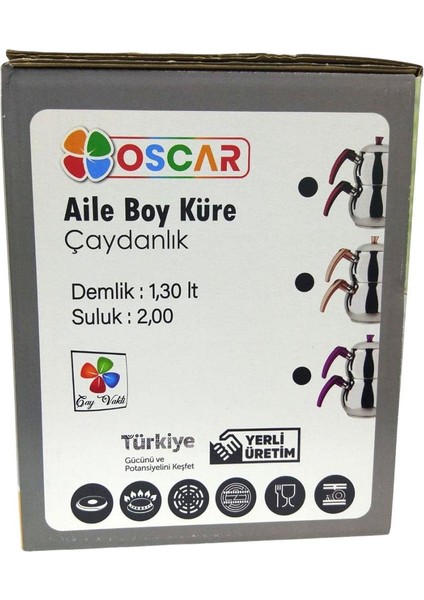 OSCAR
Aile Boy Küre
Çaydanlık
Demlik : 1,30 lt
Suluk : 2,00
Çay Vakti
Türkiye
Gücünü ve
Potansiyelini Keşfet
YERLİ
ÜRETİM